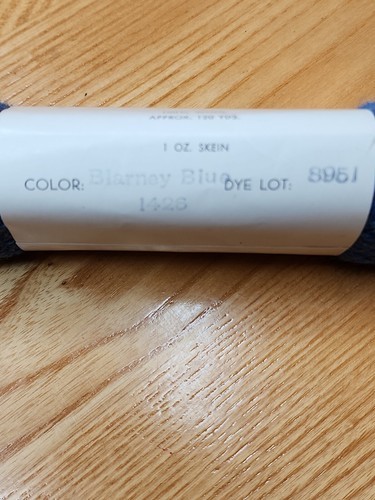 APPROX. 120 YDS.
1 OZ. SKEIN
COLOR: Blarney Blue DYE LOT: 8951
1426